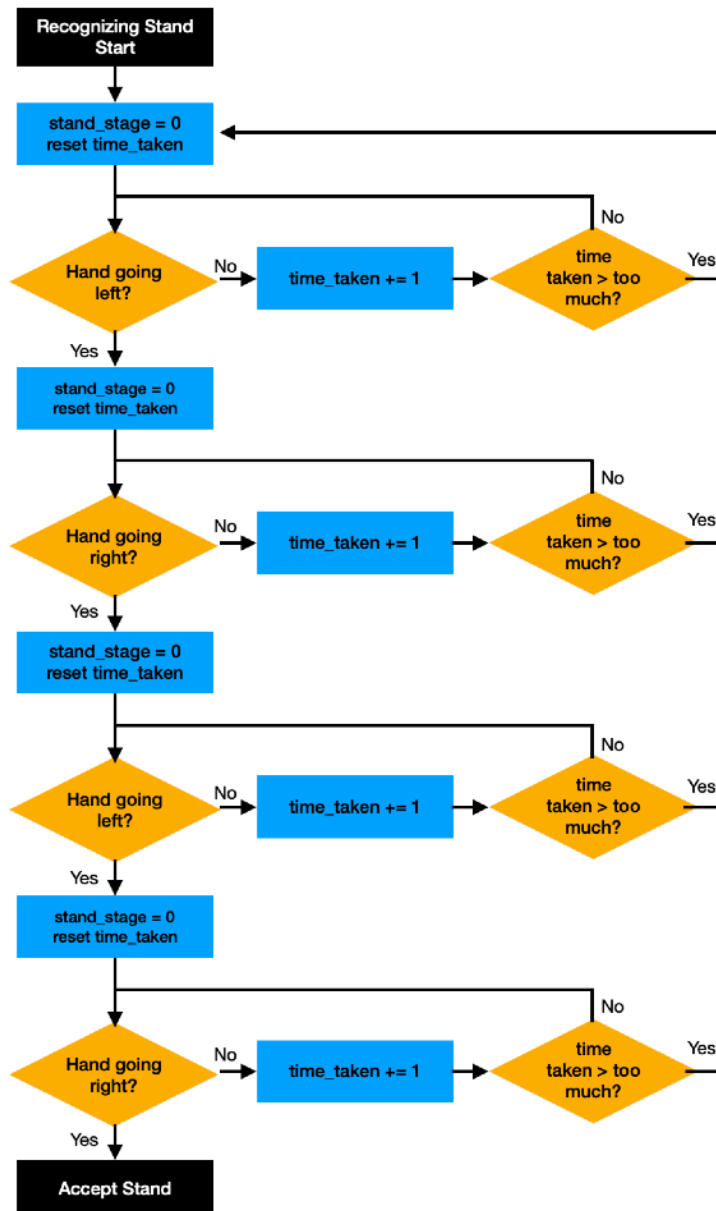 Recognizing Stand
Start
stand_stage = 0
reset time_taken
No
Hand going
left?
No
time_taken += 1
time
taken > too
much?
Yes
Yes
stand_stage = 0
reset time_taken
No
Hand going
right?
No
time_taken += 1
time
taken > too
much?
Yes
Yes
stand_stage = 0
reset time_taken
No
Hand going
left?
No
time_taken += 1
time
taken > too
much?
Yes
Yes
stand_stage = 0
reset time_taken
No
Hand going
right?
No
time_taken += 1
time
taken > too
much?
Yes
Yes
Accept Stand